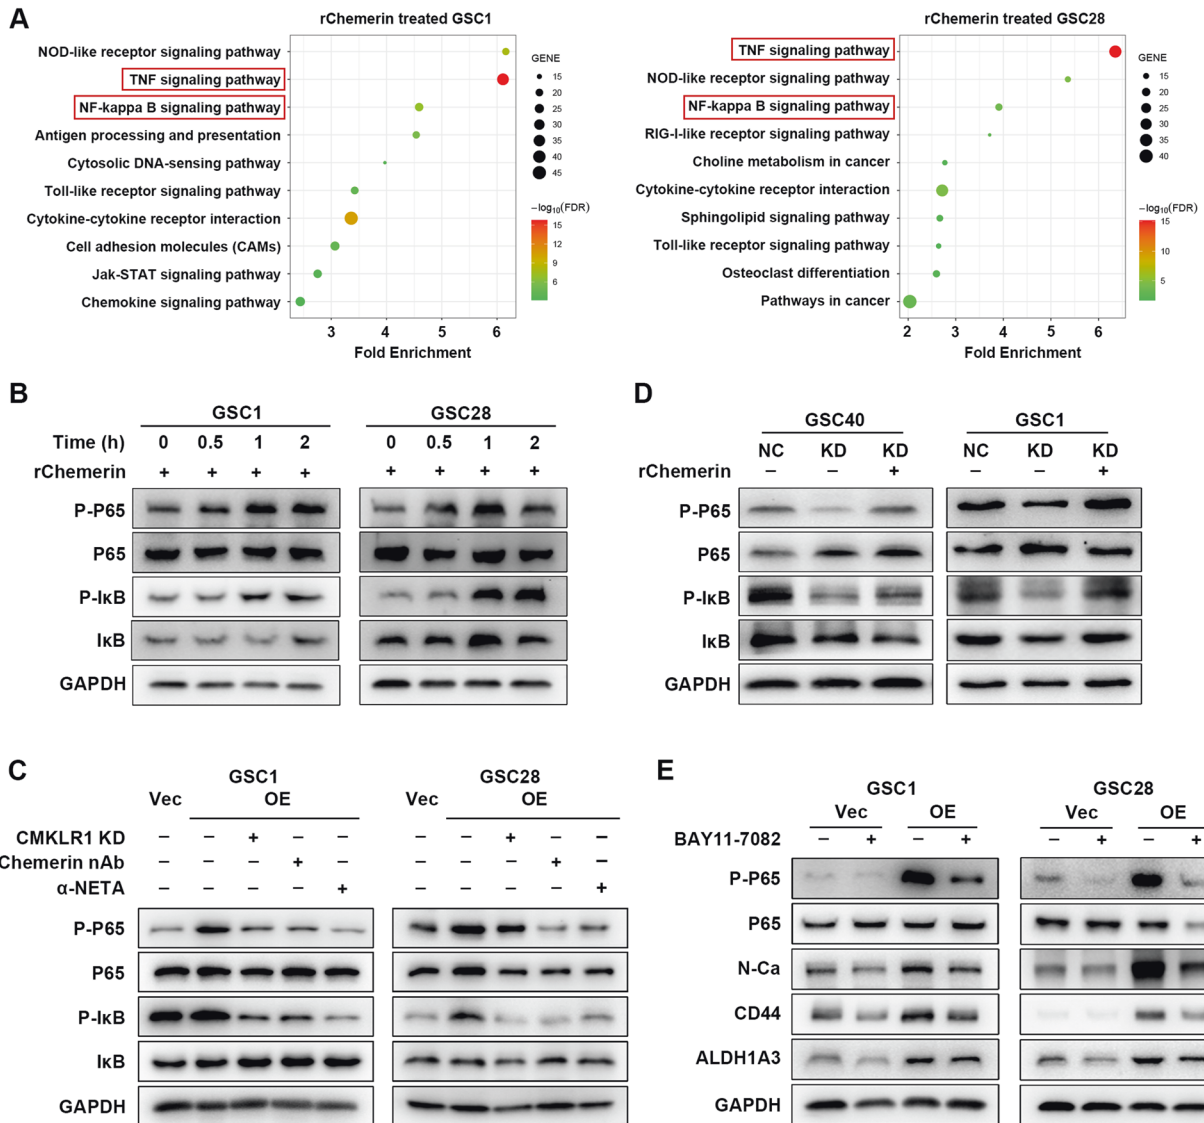 A
rChemerin treated GSC1
NOD-like receptor signaling pathway
TNF signaling pathway
NF-kappa B signaling pathway
Antigen processing and presentation
Cytosolic DNA-sensing pathway
Toll-like receptor signaling pathway
Cytokine-cytokine receptor interaction
Cell adhesion molecules (CAMs)
Jak-STAT signaling pathway
Chemokine signaling pathway
3 4 5 6
Fold Enrichment
GENE
15
20
25
30
35
40
45
−log10(FDR)
15
12
9
6
rChemerin treated GSC28
TNF signaling pathway
NOD-like receptor signaling pathway
NF-kappa B signaling pathway
RIG-I-like receptor signaling pathway
Choline metabolism in cancer
Cytokine-cytokine receptor interaction
Sphingolipid signaling pathway
Toll-like receptor signaling pathway
Osteoclast differentiation
Pathways in cancer
2 3 4 5 6
Fold Enrichment
GENE
15
20
25
30
35
40
−log10(FDR)
15
10
5
B
GSC1 GSC28
Time (h) 0 0.5 1 2 0 0.5 1 2
rChemerin + + + + + + + +
P-P65
P65
P-IκB
IκB
GAPDH
D
GSC40 GSC1
NC KD KD NC KD KD
rChemerin − − + − − +
P-P65
P65
P-IκB
IκB
GAPDH
C
GSC1 GSC28
Vec OE Vec OE
CMKLR1 KD − − + − − − − + − −
Chemerin nAb − − − + − − − − + −
α-NETA − − − − + − − − − +
P-P65
P65
P-IκB
IκB
GAPDH
E
GSC1 GSC28
Vec OE Vec OE
BAY11-7082 − + − + − + − +
P-P65
P65
N-Ca
CD44
ALDH1A3
GAPDH